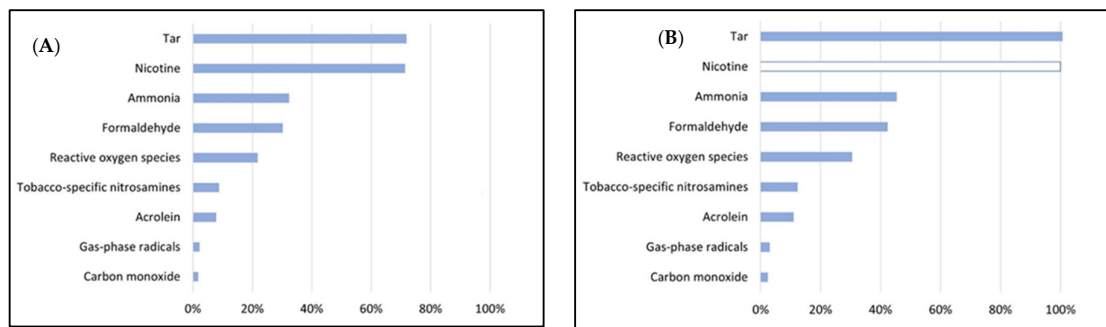 (A)
Tar
Nicotine
Ammonia
Formaldehyde
Reactive oxygen species
Tobacco-specific nitrosamines
Acrolein
Gas-phase radicals
Carbon monoxide
0% 20% 40% 60% 80% 100%
(B)
Tar
Nicotine
Ammonia
Formaldehyde
Reactive oxygen species
Tobacco-specific nitrosamines
Acrolein
Gas-phase radicals
Carbon monoxide
0% 20% 40% 60% 80% 100%